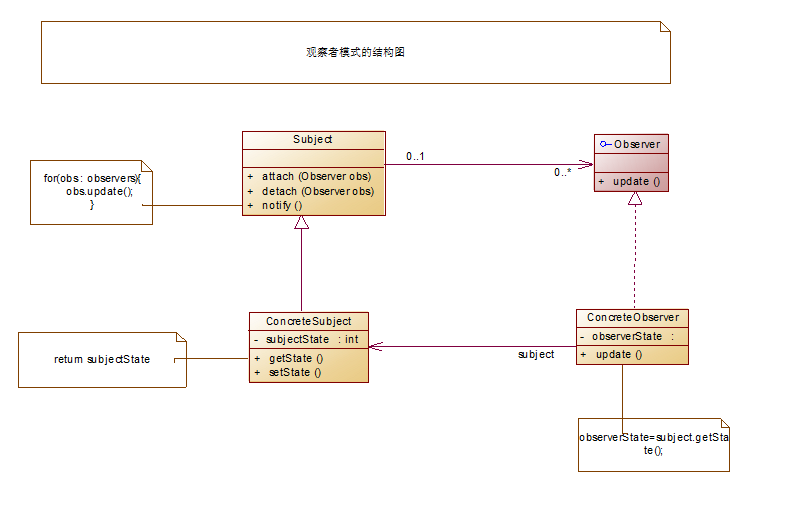 观察者模式的结构图
Subject
+ attach (Observer obs)
+ detach (Observer obs)
+ notify ()
0..1
0..*
Observer
+ update ()
for(obs : observers){
obs.update();
}
ConcreteSubject
- subjectState : int
+ getState ()
+ setState ()
return subjectState
subject
ConcreteObserver
- observerState :
+ update ()
observerState=subject.getSta
te();